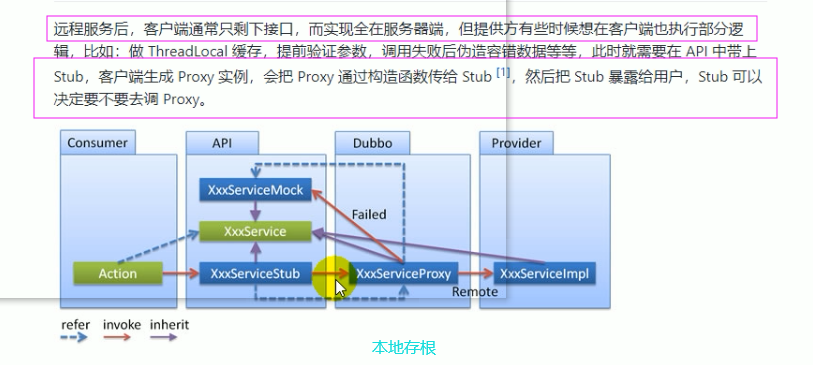 远程服务后，客户端通常只剩下接口，而实现全在服务器端，但提供方有些时候想在客户端也执行部分逻
辑，比如：做 ThreadLocal 缓存，提前验证参数，调用失败后伪造容错数据等等，此时就需要在 API 中带上
Stub，客户端生成 Proxy 实例，会把 Proxy 通过构造函数传给 Stub [1]，然后把 Stub 暴露给用户，Stub 可以
决定要不要去调 Proxy。
Consumer
API
Dubbo
Provider
XxxServiceMock
Failed
XxxService
Action
XxxServiceStub
XxxServiceProxy
XxxServiceImpl
Remote
refer
invoke
inherit
本地存根